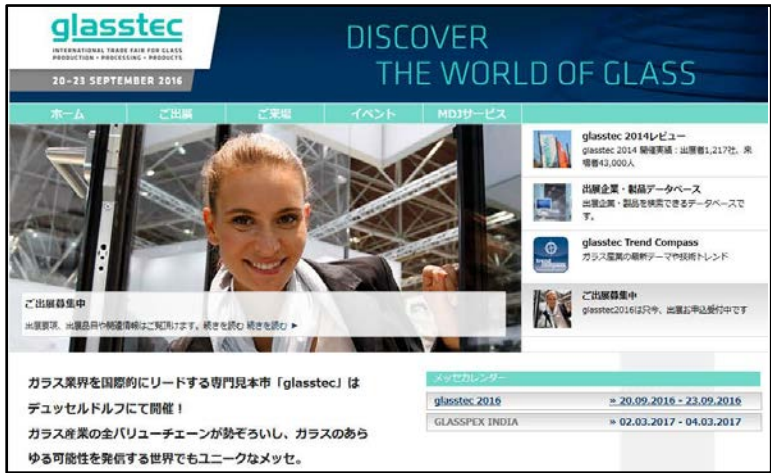 glasstec
INTERNATIONAL TRADE FAIR FOR GLASS
PRODUCTION • PROCESSING • PRODUCTS
20–23 SEPTEMBER 2016
DISCOVER
THE WORLD OF GLASS
ホーム ご出展 ご来場 イベント MDJサービス
glasstec 2014レビュー
glasstec 2014 開催実績：出展者1,217社、来
場者43,000人
出展企業・製品データベース
出展企業・製品を検索できるデータベースで
す。
trend
compass
glasstec Trend Compass
ガラス産業の最新テーマや技術トレンド
ご出展募集中
glasstec2016は只今、出展お申込受付中です
ご出展募集中
出展要項、出展品目や関連情報はご覧頂けます。続きを読む 続きを読む ►
ガラス業界を国際的にリードする専門見本市「glasstec」は
デュッセルドルフにて開催！
ガラス産業の全バリューチェーンが勢ぞろいし、ガラスのあら
ゆる可能性を発信する世界でもユニークなメッセ。
メッセカレンダー
glasstec 2016 » 20.09.2016 - 23.09.2016
GLASSPEX INDIA » 02.03.2017 - 04.03.2017